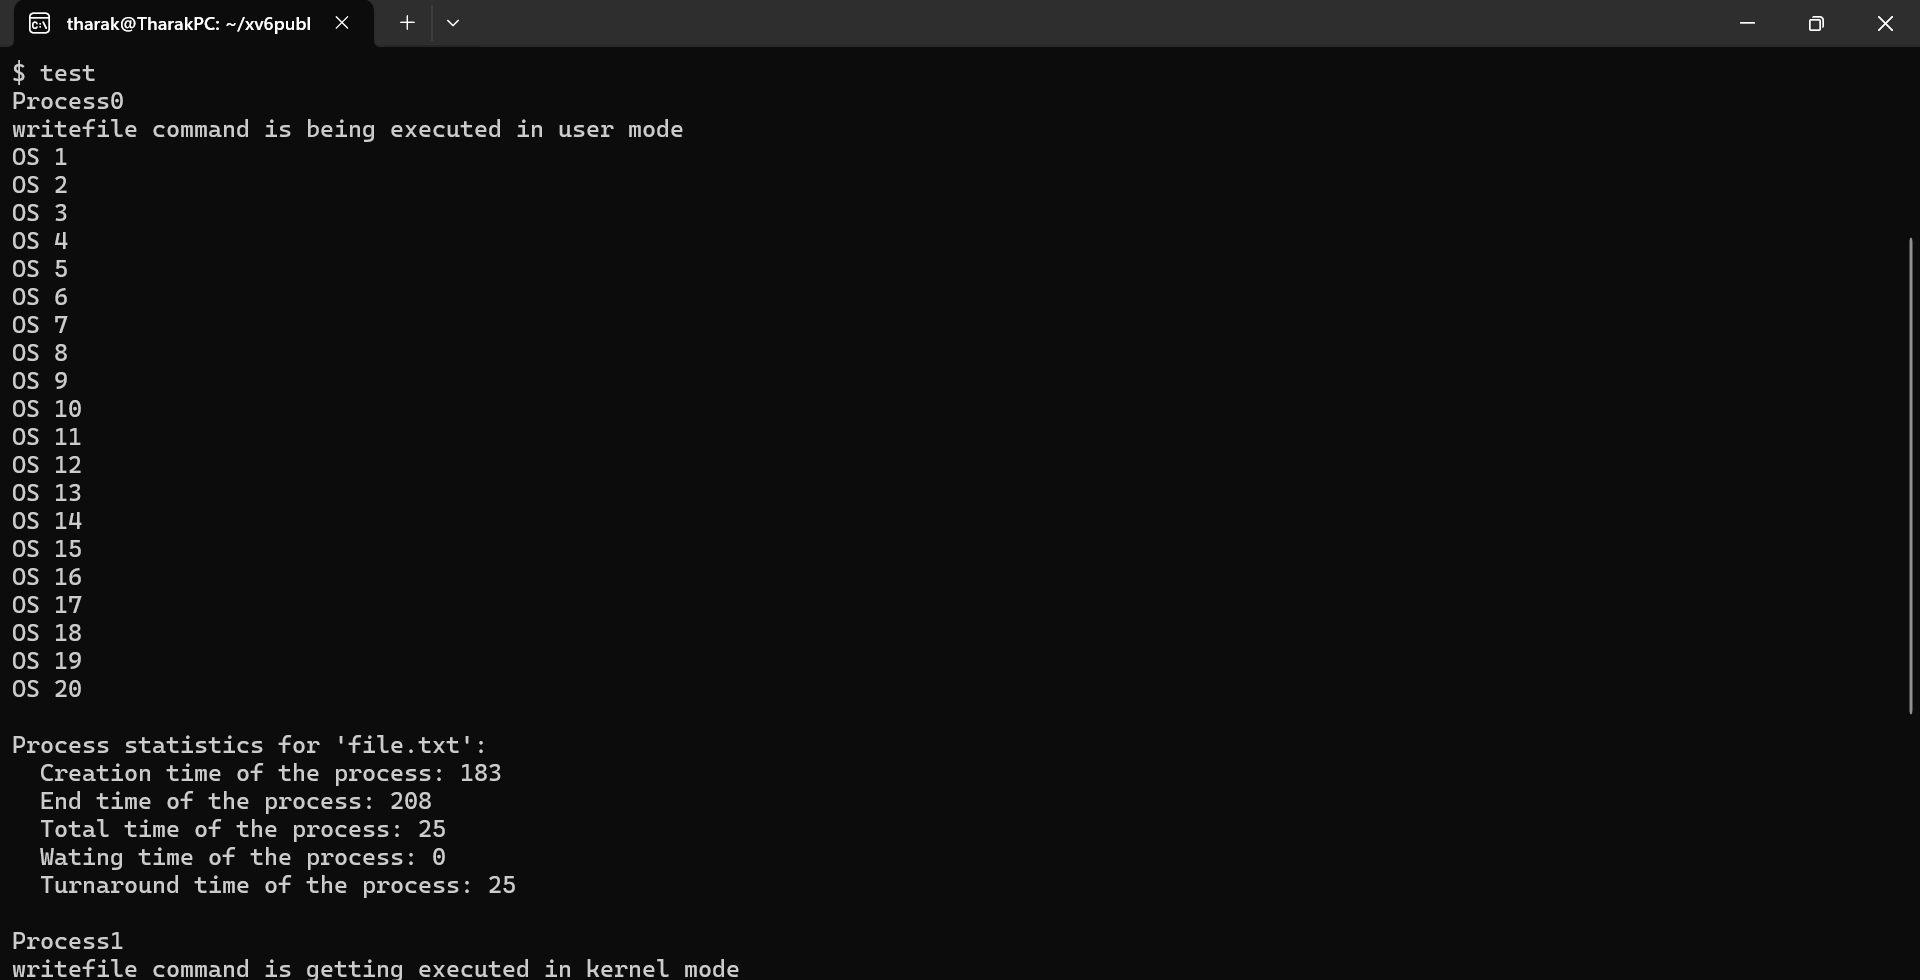 tharak@TharakPC: ~/xv6publ
$ test
Process0
writefile command is being executed in user mode
OS 1
OS 2
OS 3
OS 4
OS 5
OS 6
OS 7
OS 8
OS 9
OS 10
OS 11
OS 12
OS 13
OS 14
OS 15
OS 16
OS 17
OS 18
OS 19
OS 20
Process statistics for 'file.txt':
Creation time of the process: 183
End time of the process: 208
Total time of the process: 25
Wating time of the process: 0
Turnaround time of the process: 25
Process1
writefile command is getting executed in kernel mode